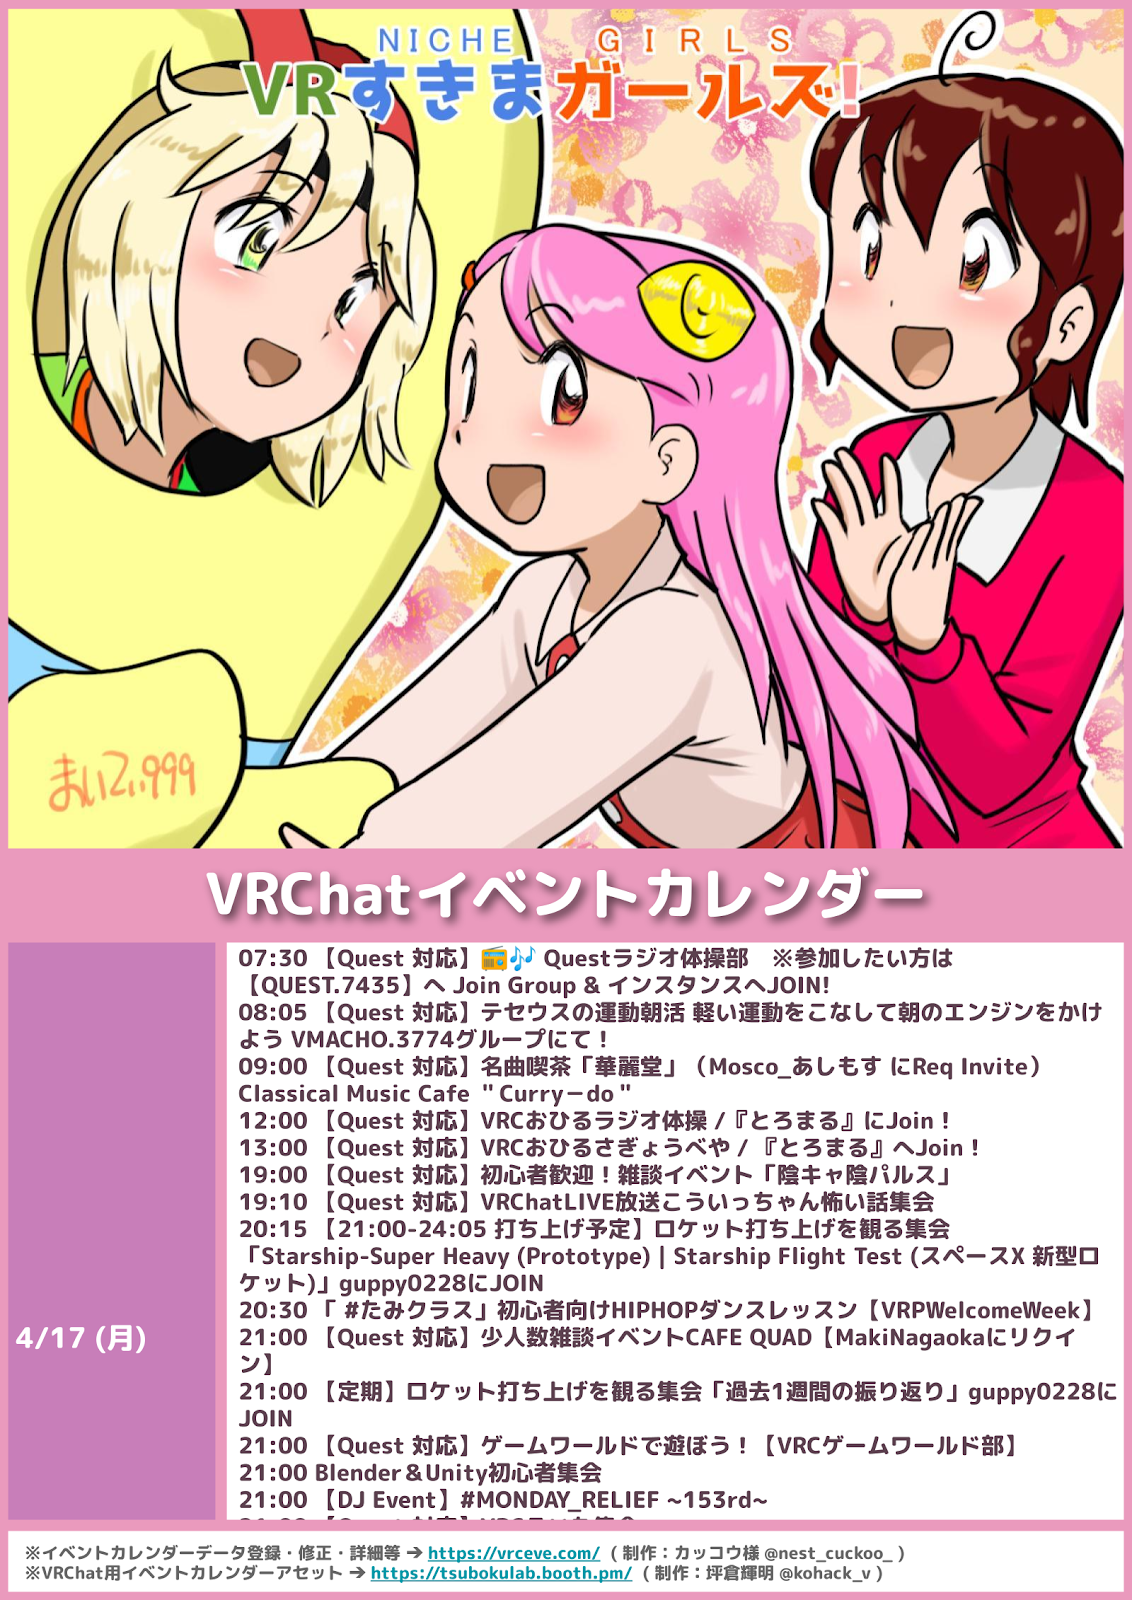 NICHE GIRLS
VRすきまガールズ!
まいてい999
VRChatイベントカレンダー
4/17 (月)
07:30 【Quest 対応】📻🎶 Questラジオ体操部　※参加したい方は
【QUEST.7435】へ Join Group & インスタンスへJOIN!
08:05 【Quest 対応】テセウスの運動朝活 軽い運動をこなして朝のエンジンをかけ
よう VMACHO.3774グループにて！
09:00 【Quest 対応】名曲喫茶「華麗堂」（Mosco_あしもす にReq Invite）
Classical Music Cafe ＂Curry－do＂
12:00 【Quest 対応】VRCおひるラジオ体操 /『とろまる』にJoin！
13:00 【Quest 対応】VRCおひるさぎょうべや / 『とろまる』へJoin！
19:00 【Quest 対応】初心者歓迎！雑談イベント「陰キャ陰パルス」
19:10 【Quest 対応】VRChatLIVE放送こういっちゃん怖い話集会
20:15 【21:00-24:05 打ち上げ予定】ロケット打ち上げを観る集会
「Starship-Super Heavy (Prototype) | Starship Flight Test (スペースX 新型ロ
ケット)」guppy0228にJOIN
20:30 「 #たみクラス」初心者向けHIPHOPダンスレッスン【VRPWelcomeWeek】
21:00 【Quest 対応】少人数雑談イベントCAFE QUAD【MakiNagaokaにリクイ
ン】
21:00 【定期】ロケット打ち上げを観る集会「過去1週間の振り返り」guppy0228に
JOIN
21:00 【Quest 対応】ゲームワールドで遊ぼう！【VRCゲームワールド部】
21:00 Blender＆Unity初心者集会
21:00 【DJ Event】#MONDAY_RELIEF ~153rd~
※イベントカレンダーデータ登録・修正・詳細等 ➔ https://vrceve.com/ （制作：カッコウ様 @nest_cuckoo_ ）
※VRChat用イベントカレンダーアセット ➔ https://tsubokulab.booth.pm/ （制作：坪倉輝明 @kohack_v ）